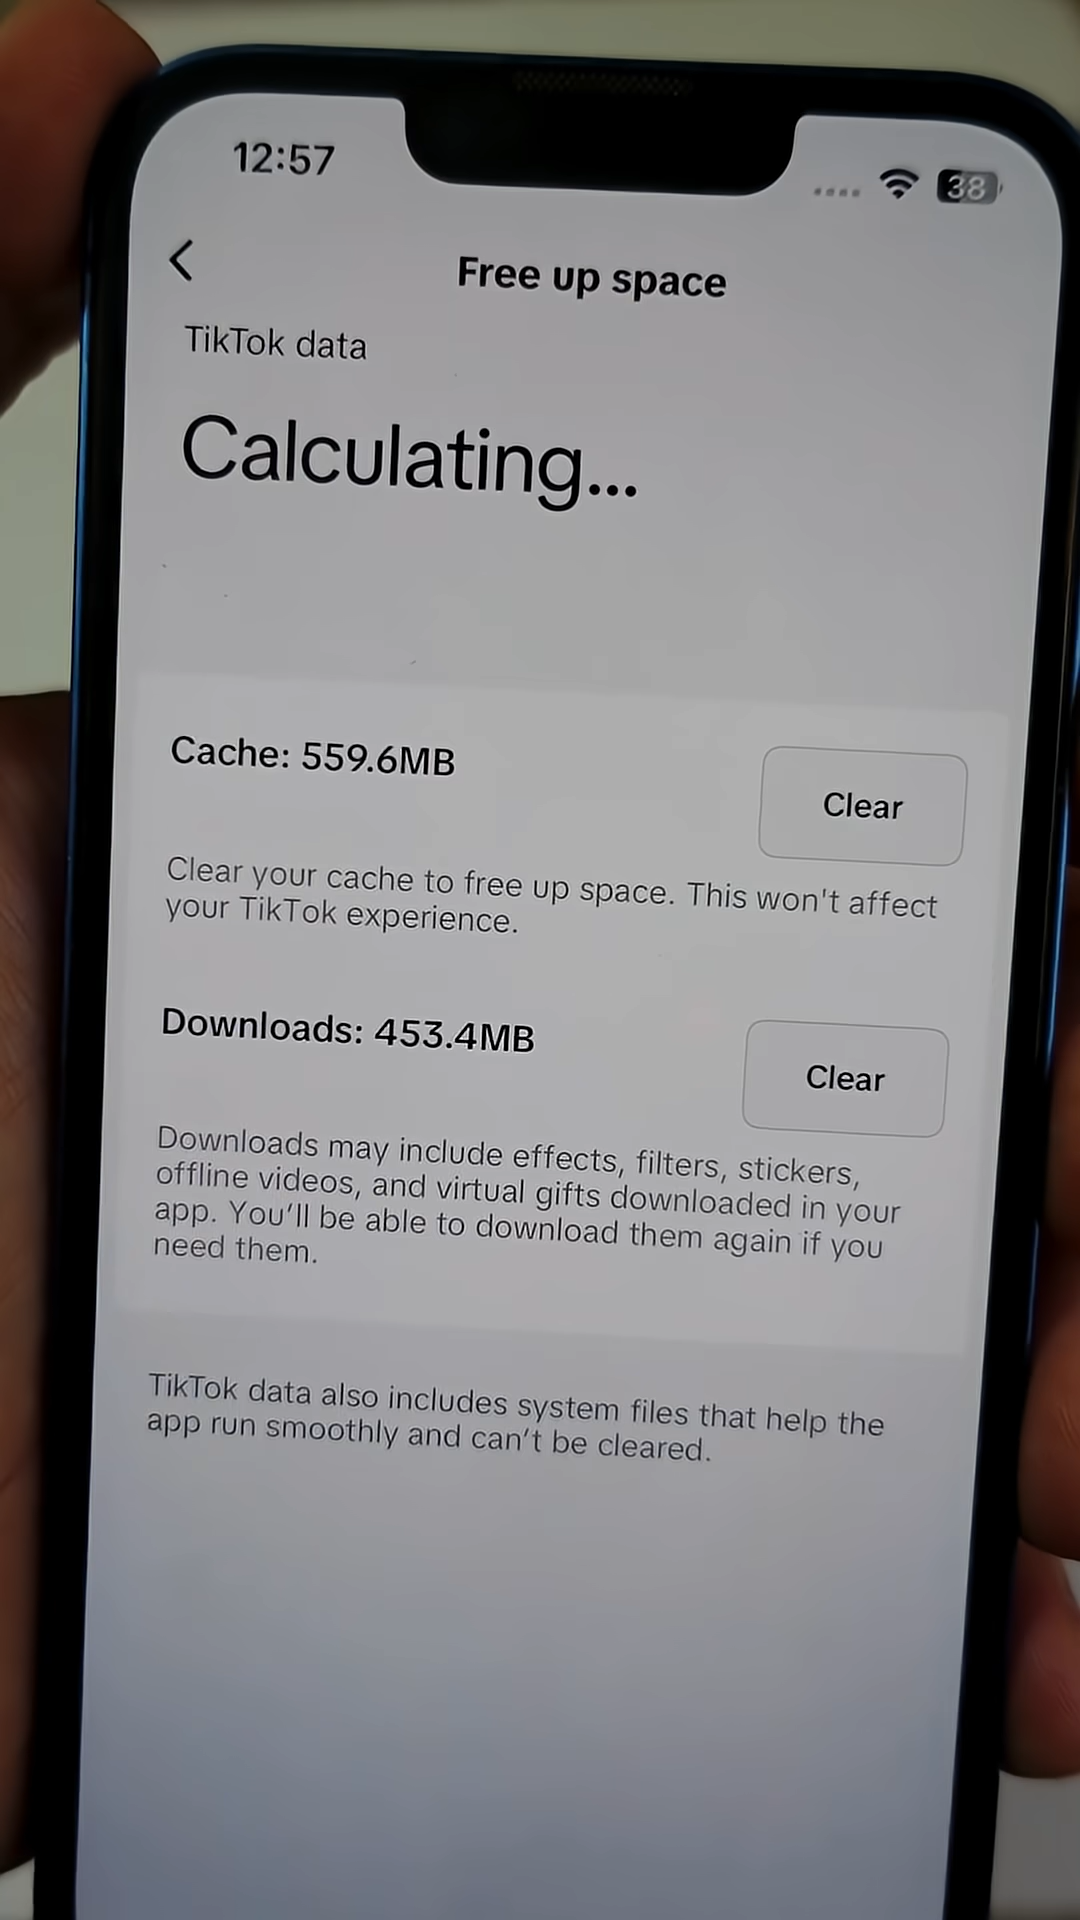 12:57
38
Free up space
TikTok data
Calculating...
Cache: 559.6MB
Clear
Clear your cache to free up space. This won't affect
your TikTok experience.
Downloads: 453.4MB
Clear
Downloads may include effects, filters, stickers,
offline videos, and virtual gifts downloaded in your
app. You’ll be able to download them again if you
need them.
TikTok data also includes system files that help the
app run smoothly and can’t be cleared.